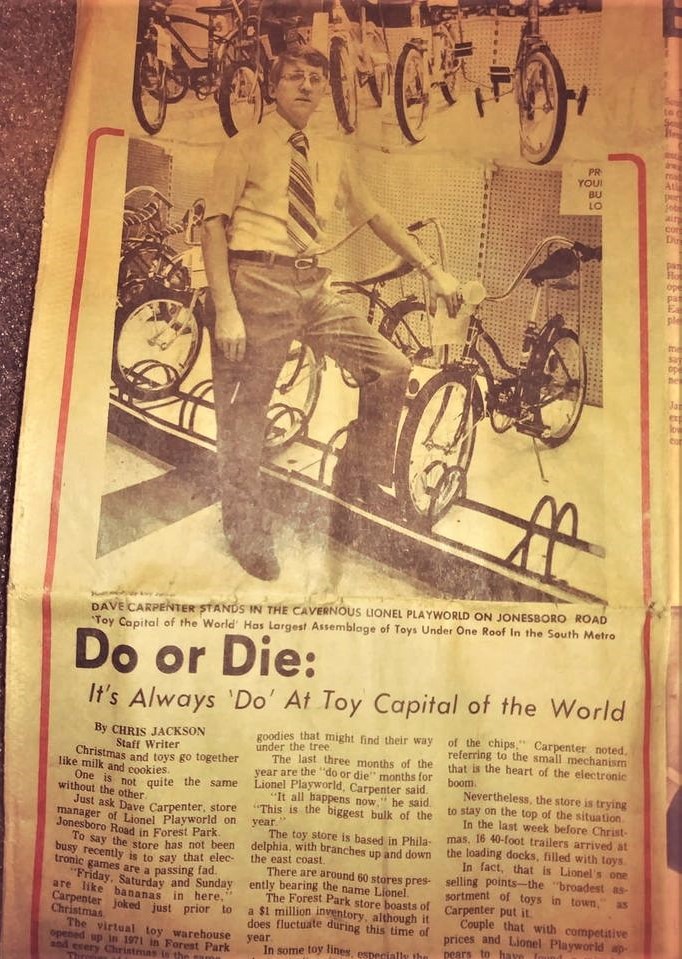 PR
YOU
BU
LO
DAVE CARPENTER STANDS IN THE CAVERNOUS LIONEL PLAYWORLD ON JONESBORO ROAD
'Toy Capital of the World' Has Largest Assemblage of Toys Under One Roof In the South Metro
Do or Die:
It's Always 'Do' At Toy Capital of the World
By CHRIS JACKSON
Staff Writer
Christmas and toys go together
like milk and cookies.
One is not quite the same
without the other.
Just ask Dave Carpenter, store
manager of Lionel Playworld on
Jonesboro Road in Forest Park.
To say the store has not been
busy recently is to say that elec-
tronic games are a passing fad.
"Friday, Saturday and Sunday
are like bananas in here,"
Carpenter joked just prior to
Christmas.
The virtual toy warehouse
opened up in 1971 in Forest Park
and every Christmas is the same.
goodies that might find their way
under the tree.
The last three months of the
year are the "do or die" months for
Lionel Playworld, Carpenter said.
"It all happens now," he said.
"This is the biggest bulk of the
year."
The toy store is based in Phila-
delphia, with branches up and down
the east coast.
There are around 60 stores pres-
ently bearing the name Lionel.
The Forest Park store boasts of
a $1 million inventory, although it
does fluctuate during this time of
year.
In some toy lines, especially the
of the chips," Carpenter noted,
referring to the small mechanism
that is the heart of the electronic
boom.
Nevertheless, the store is trying
to stay on the top of the situation.
In the last week before Christ-
mas, 16 40-foot trailers arrived at
the loading docks, filled with toys.
In fact, that is Lionel's one
selling points—the "broadest as-
sortment of toys in town," as
Carpenter put it.
Couple that with competitive
prices and Lionel Playworld ap-
pears to have found